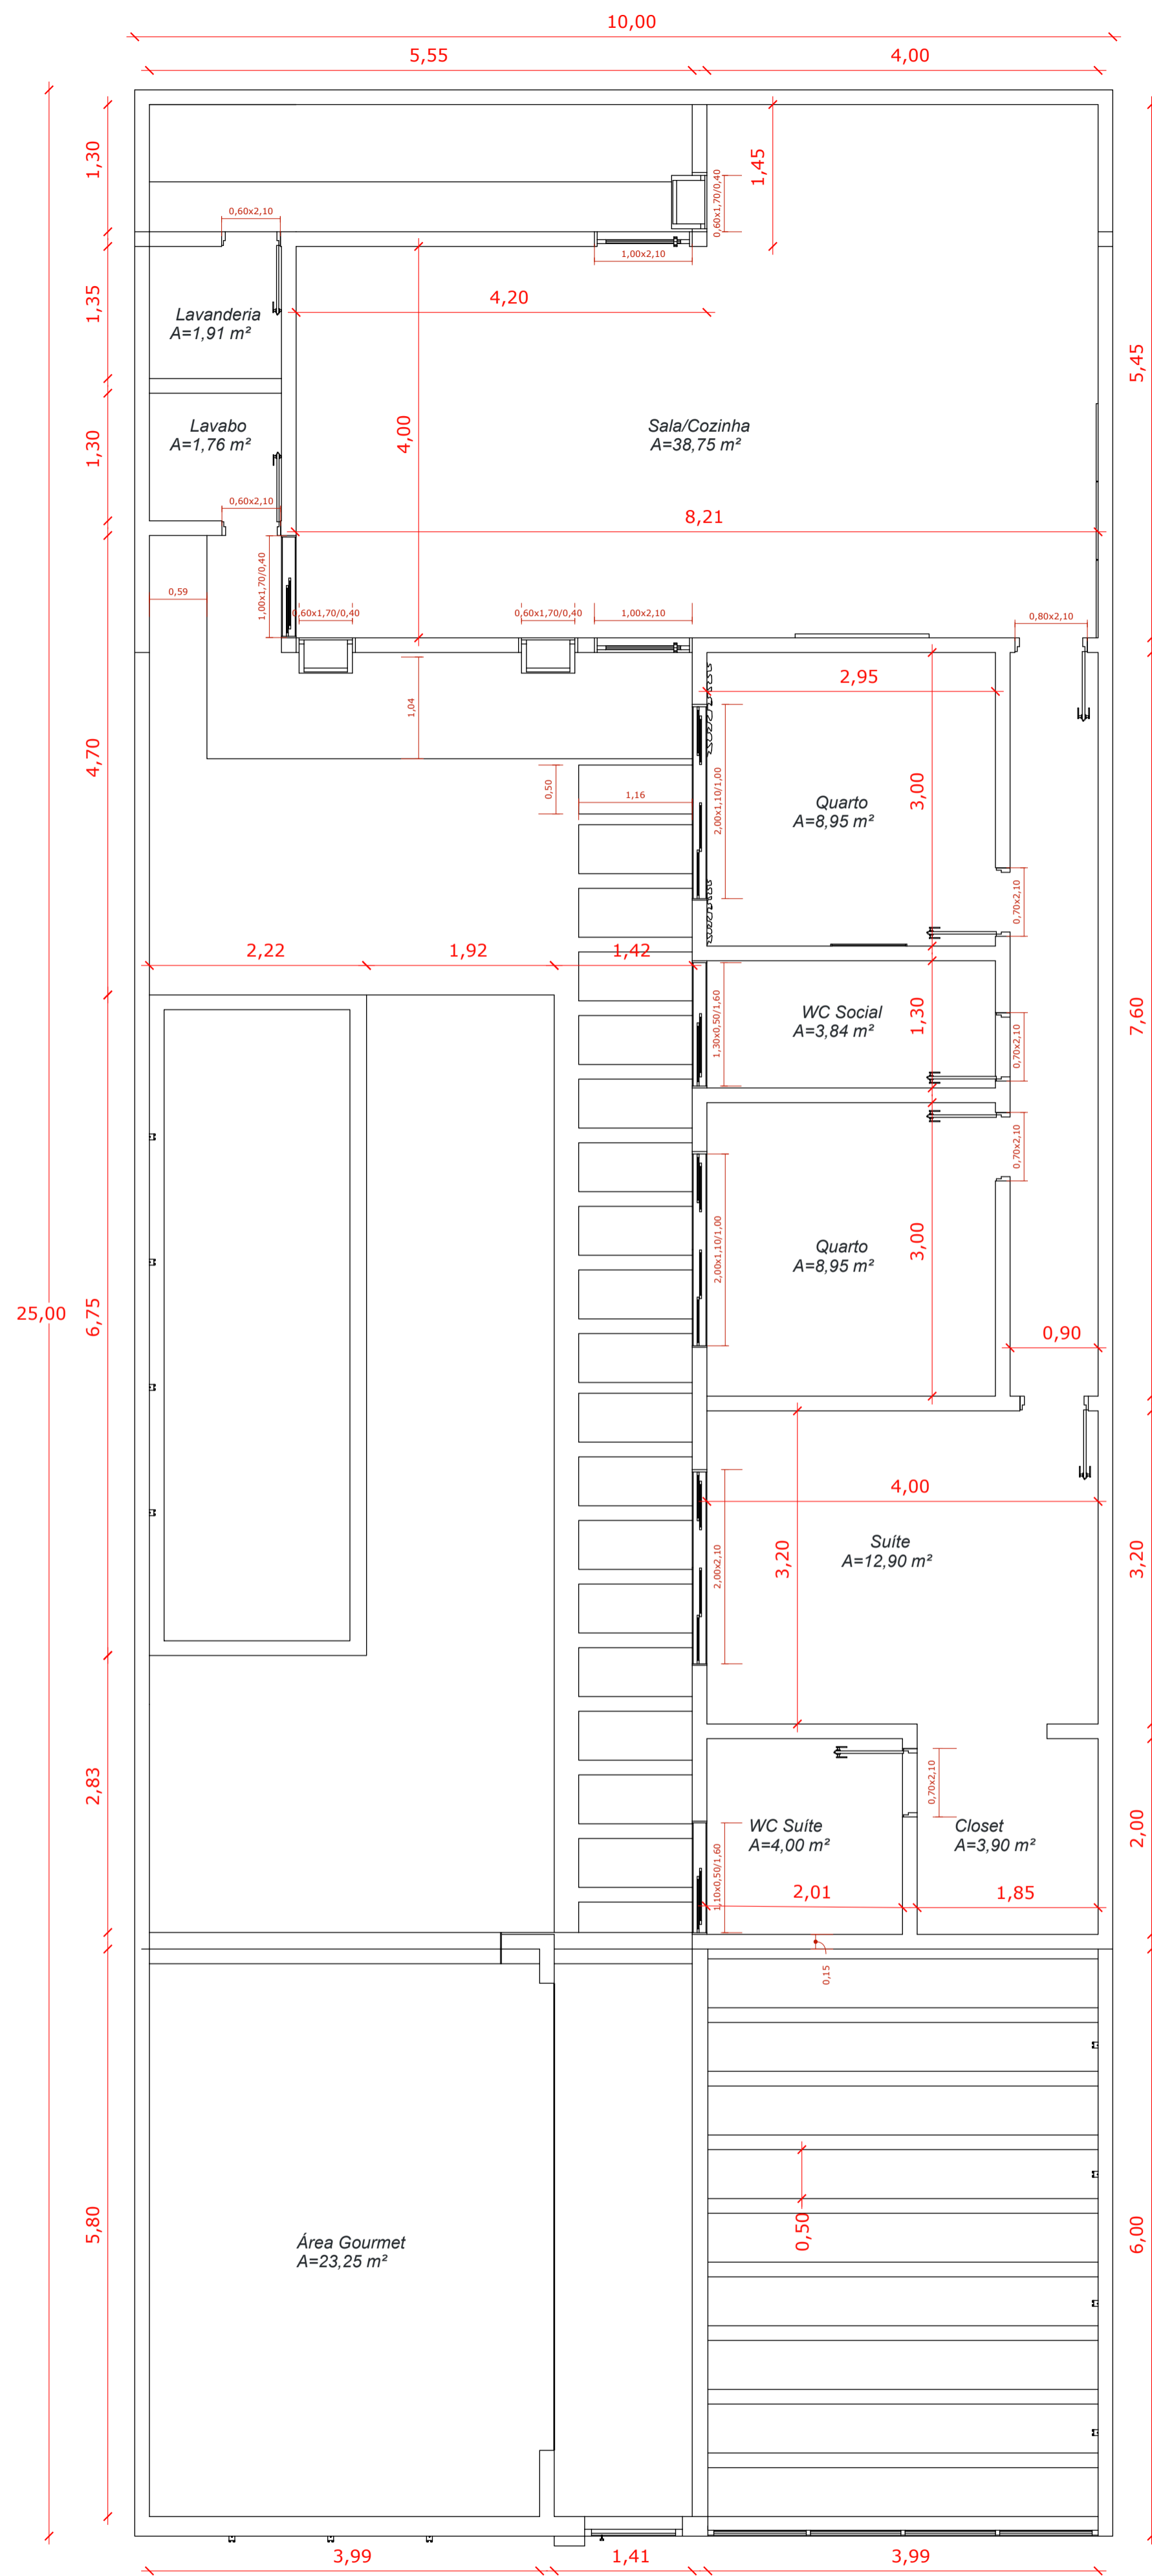 10,00
5,55
4,00
1,30
1,45
0,60x1,70/0,40
0,60x2,10
1,00x2,10
4,20
1,35
Lavanderia
A=1,91 m²
5,45
Lavabo
A=1,76 m²
Sala/Cozinha
A=38,75 m²
1,30
4,00
0,60x2,10
8,21
1,00x1,70/0,40
0,59
0,60x1,70/0,40
0,60x1,70/0,40
1,00x2,10
0,80x2,10
2,95
1,04
4,70
0,50
1,16
2,00x1,10/1,00
Quarto
A=8,95 m²
3,00
0,70x2,10
2,22
1,92
1,42
1,30x0,50/1,60
WC Social
A=3,84 m²
1,30
0,70x2,10
7,60
0,70x2,10
2,00x1,10/1,00
Quarto
A=8,95 m²
3,00
25,00
6,75
0,90
4,00
2,00x2,10
3,20
Suíte
A=12,90 m²
3,20
2,83
0,70x2,10
WC Suíte
A=4,00 m²
Closet
A=3,90 m²
2,00
1,10x0,50/1,60
2,01
1,85
0,15
5,80
0,50
6,00
Área Gourmet
A=23,25 m²
3,99
1,41
3,99